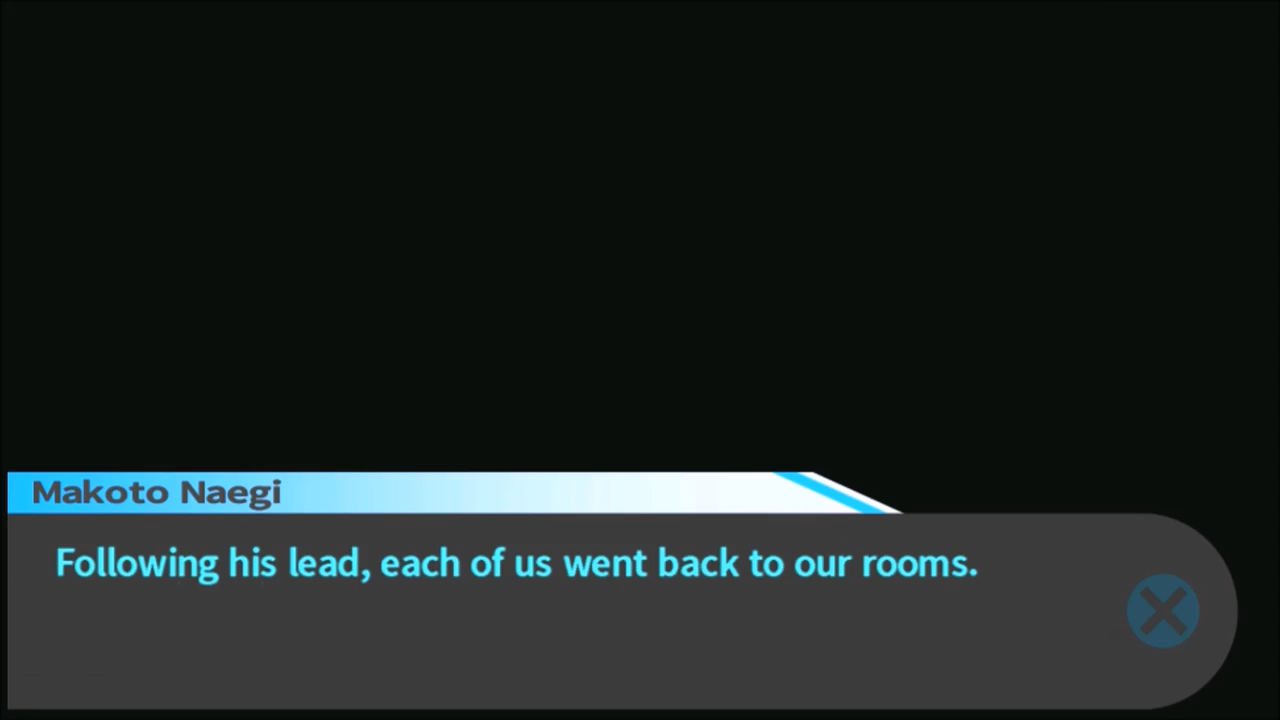 Makoto Naegi
Following his lead, each of us went back to our rooms.